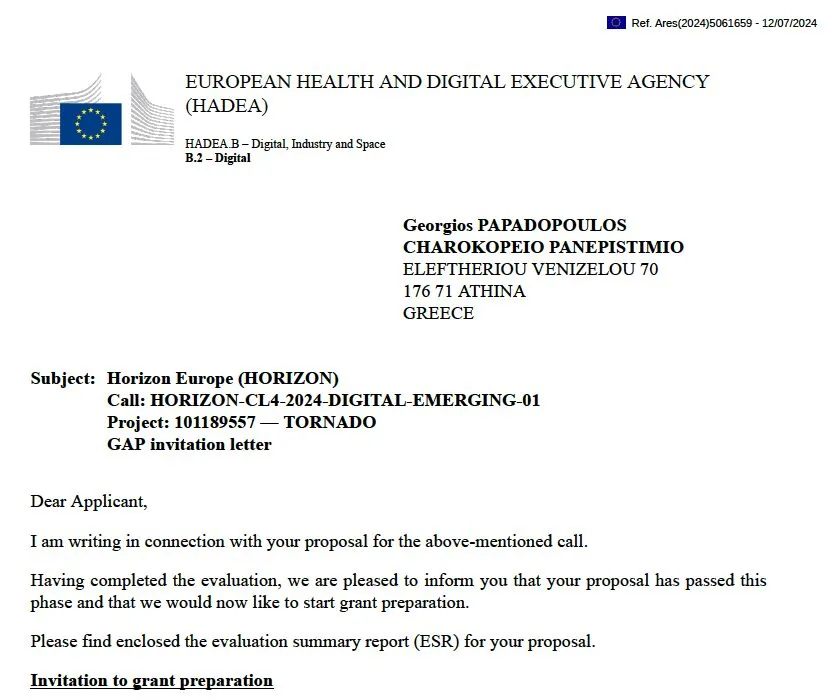 Ref. Ares(2024)5061659 - 12/07/2024
EUROPEAN HEALTH AND DIGITAL EXECUTIVE AGENCY
(HADEA)
HADEA.B – Digital, Industry and Space
B.2 – Digital
Georgios PAPADOPOULOS
CHAROKOPEIO PANEPISTIMIO
ELEFTHERIOU VENIZELOU 70
176 71 ATHINA
GREECE
Subject: Horizon Europe (HORIZON)
Call: HORIZON-CL4-2024-DIGITAL-EMERGING-01
Project: 101189557 — TORNADO
GAP invitation letter
Dear Applicant,
I am writing in connection with your proposal for the above-mentioned call.
Having completed the evaluation, we are pleased to inform you that your proposal has passed this
phase and that we would now like to start grant preparation.
Please find enclosed the evaluation summary report (ESR) for your proposal.
Invitation to grant preparation